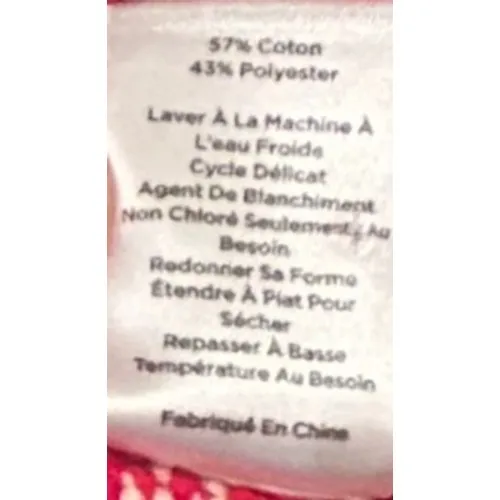 57% Coton
43% Polyester
Laver À La Machine À
L'eau Froide
Cycle Délicat
Agent De Blanchiment
Non Chloré Seulement, Au
Besoin
Redonner Sa Forme
Étendre À Plat Pour
Sécher
Repasser À Basse
Température Au Besoin
Fabriqué En Chine